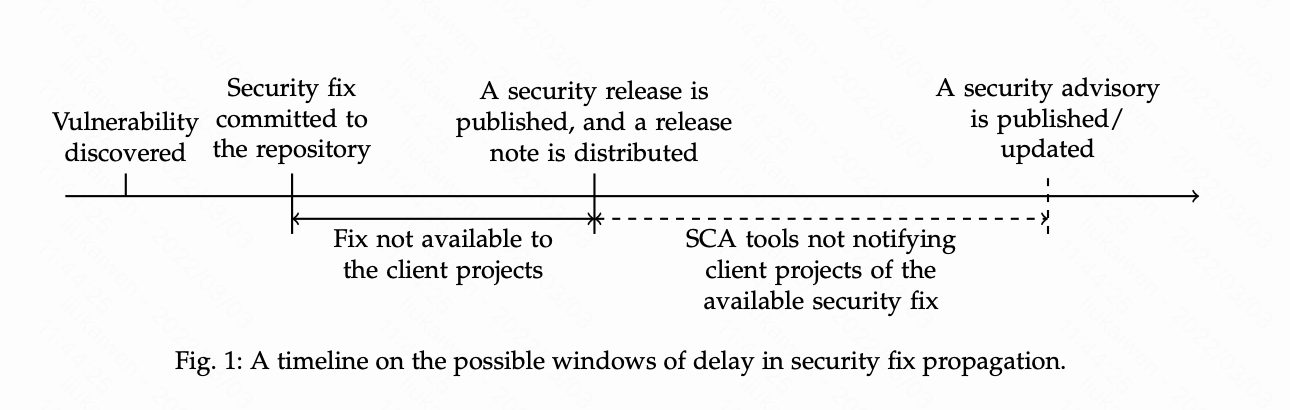 Vulnerability
discovered
Security fix
committed to
the repository
A security release is
published, and a release
note is distributed
A security advisory
is published/
updated
Fix not available to
the client projects
SCA tools not notifying
client projects of the
available security fix
Fig. 1: A timeline on the possible windows of delay in security fix propagation.